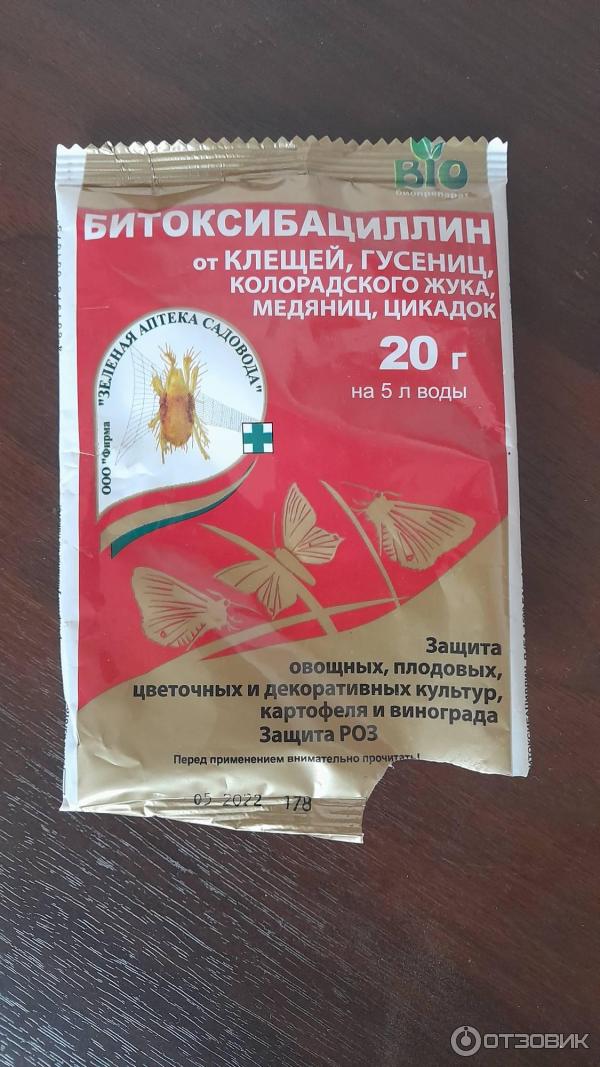 BIO
биопрепарат
БИТОКСИБАЦИЛЛИН
от КЛЕЩЕЙ, ГУСЕНИЦ,
КОЛОРАДСКОГО ЖУКА,
МЕДЯНИЦ, ЦИКАДОК
20 г
на 5 л воды
ООО "Фирма "ЗЕЛЕНАЯ АПТЕКА САДОВОДА"
Защита
овощных, плодовых,
цветочных и декоративных культур,
картофеля и винограда
Защита РОЗ
Перед применением внимательно прочитать!
05 2022 178
ОТЗОВИК